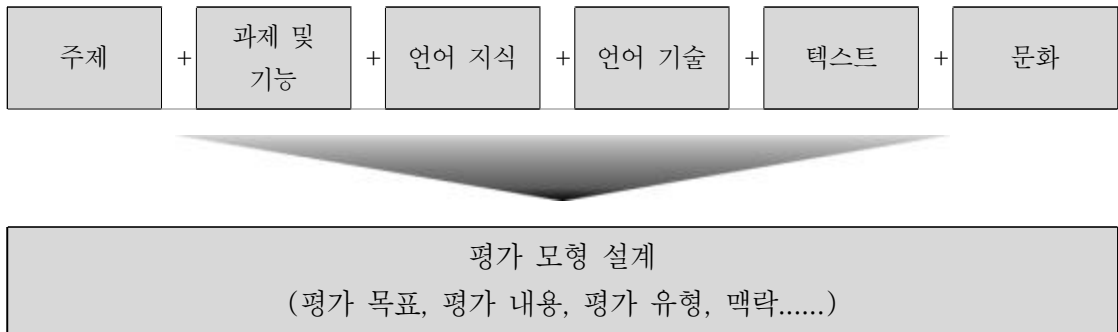 주제 + 과제 및 기능 + 언어 지식 + 언어 기술 + 텍스트 + 문화
평가 모형 설계
(평가 목표, 평가 내용, 평가 유형, 맥락......)